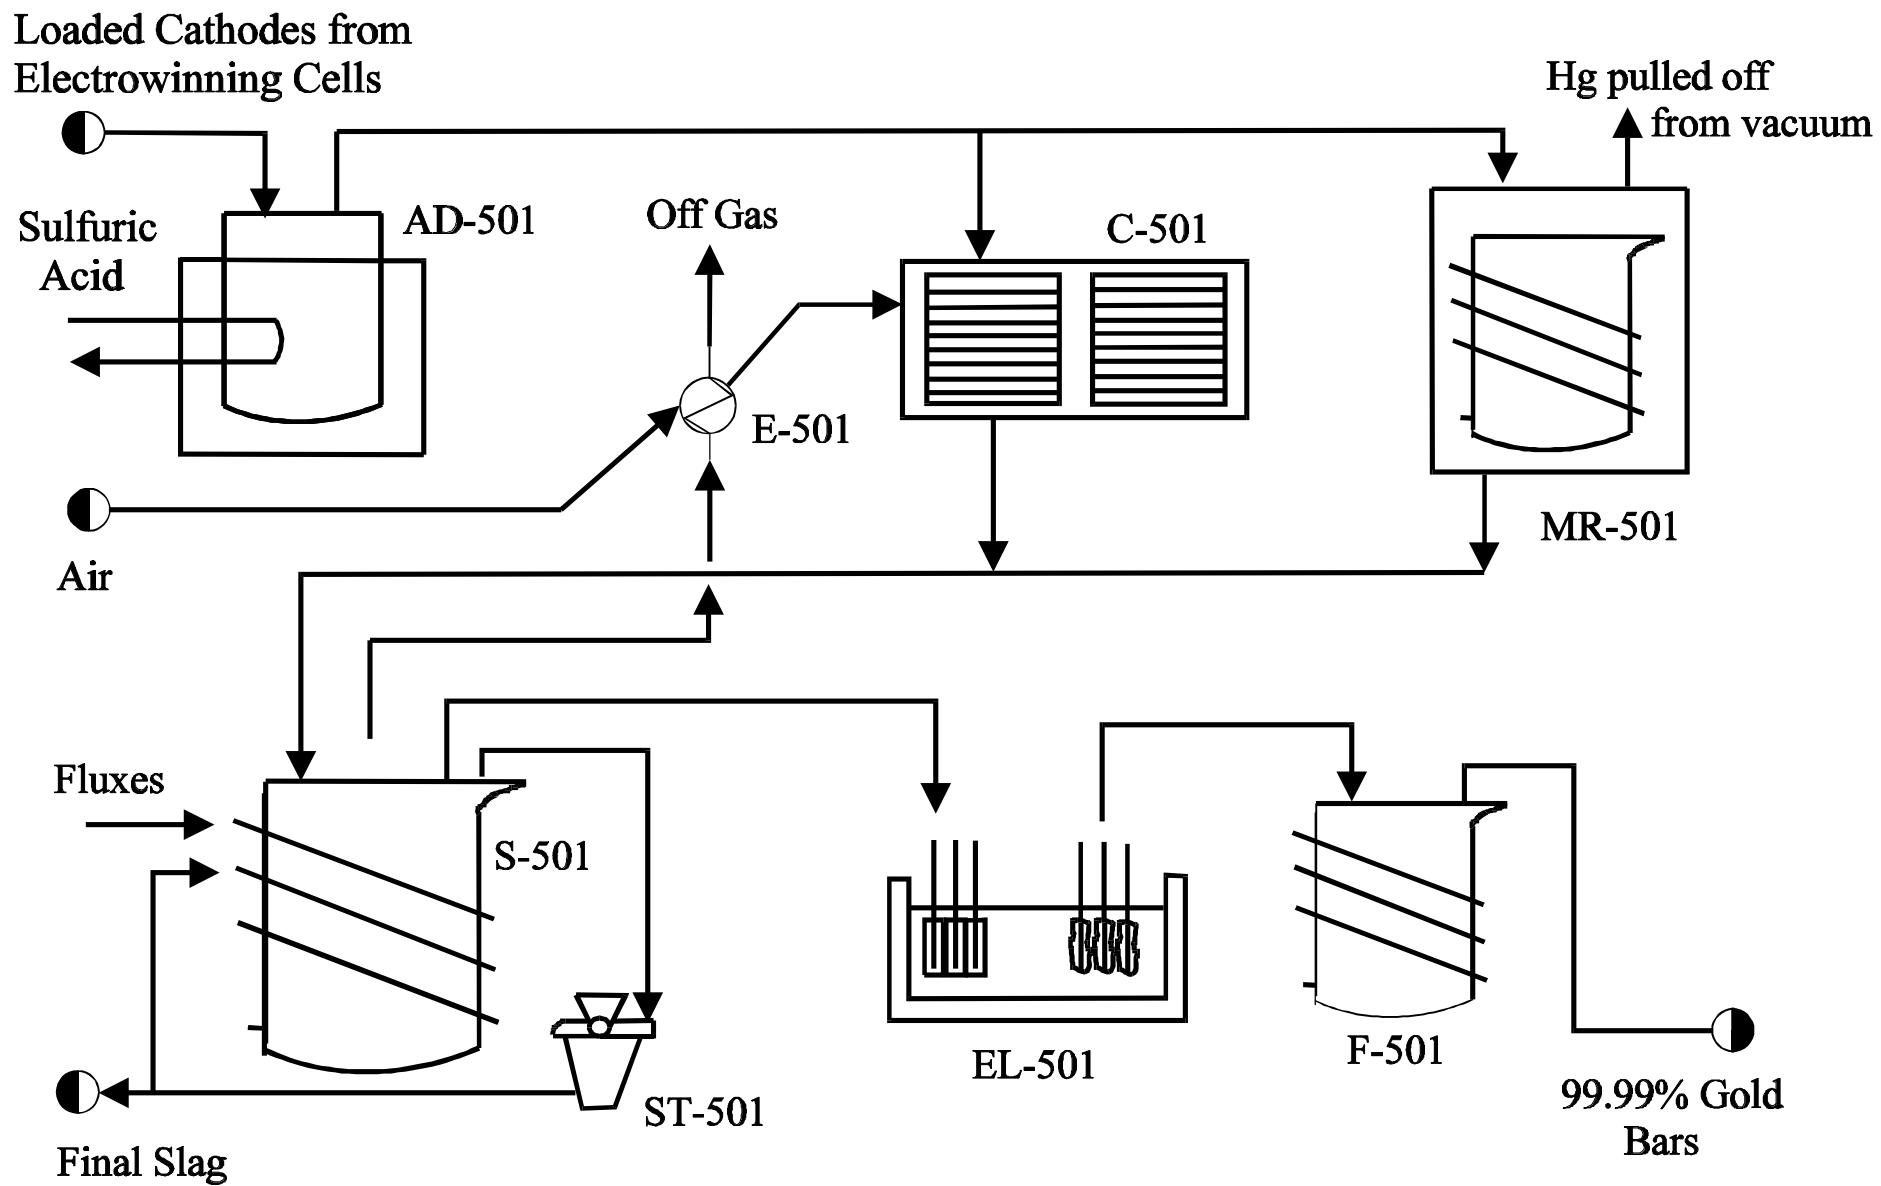 Loaded Cathodes from
Electrowinning Cells
Hg pulled off
from vacuum
Sulfuric
Acid
AD-501
Off Gas
C-501
E-501
MR-501
Air
Fluxes
S-501
EL-501
F-501
ST-501
99.99% Gold
Bars
Final Slag